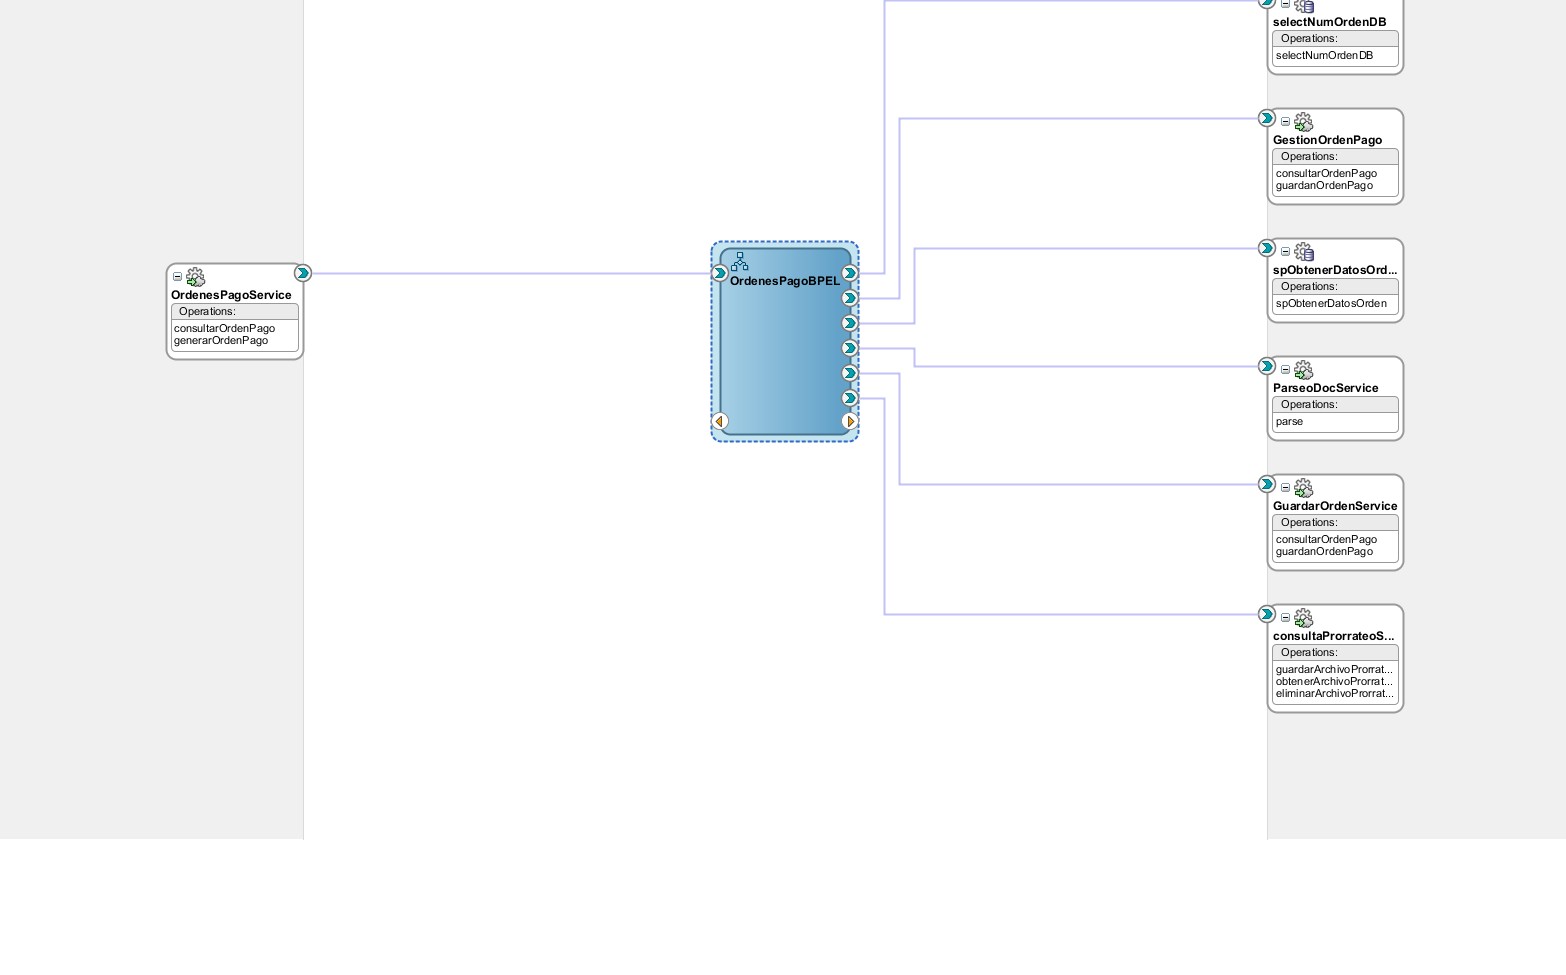 selectNumOrdenDB
Operations:
selectNumOrdenDB
GestionOrdenPago
Operations:
consultarOrdenPago
guardanOrdenPago
OrdenesPagoService
Operations:
consultarOrdenPago
generarOrdenPago
OrdenesPagoBPEL
spObtenerDatosOrd...
Operations:
spObtenerDatosOrden
ParseoDocService
Operations:
parse
GuardarOrdenService
Operations:
consultarOrdenPago
guardanOrdenPago
consultaProrrateoS...
Operations:
guardarArchivoProrrat...
obtenerArchivoProrrat...
eliminarArchivoProrrat...